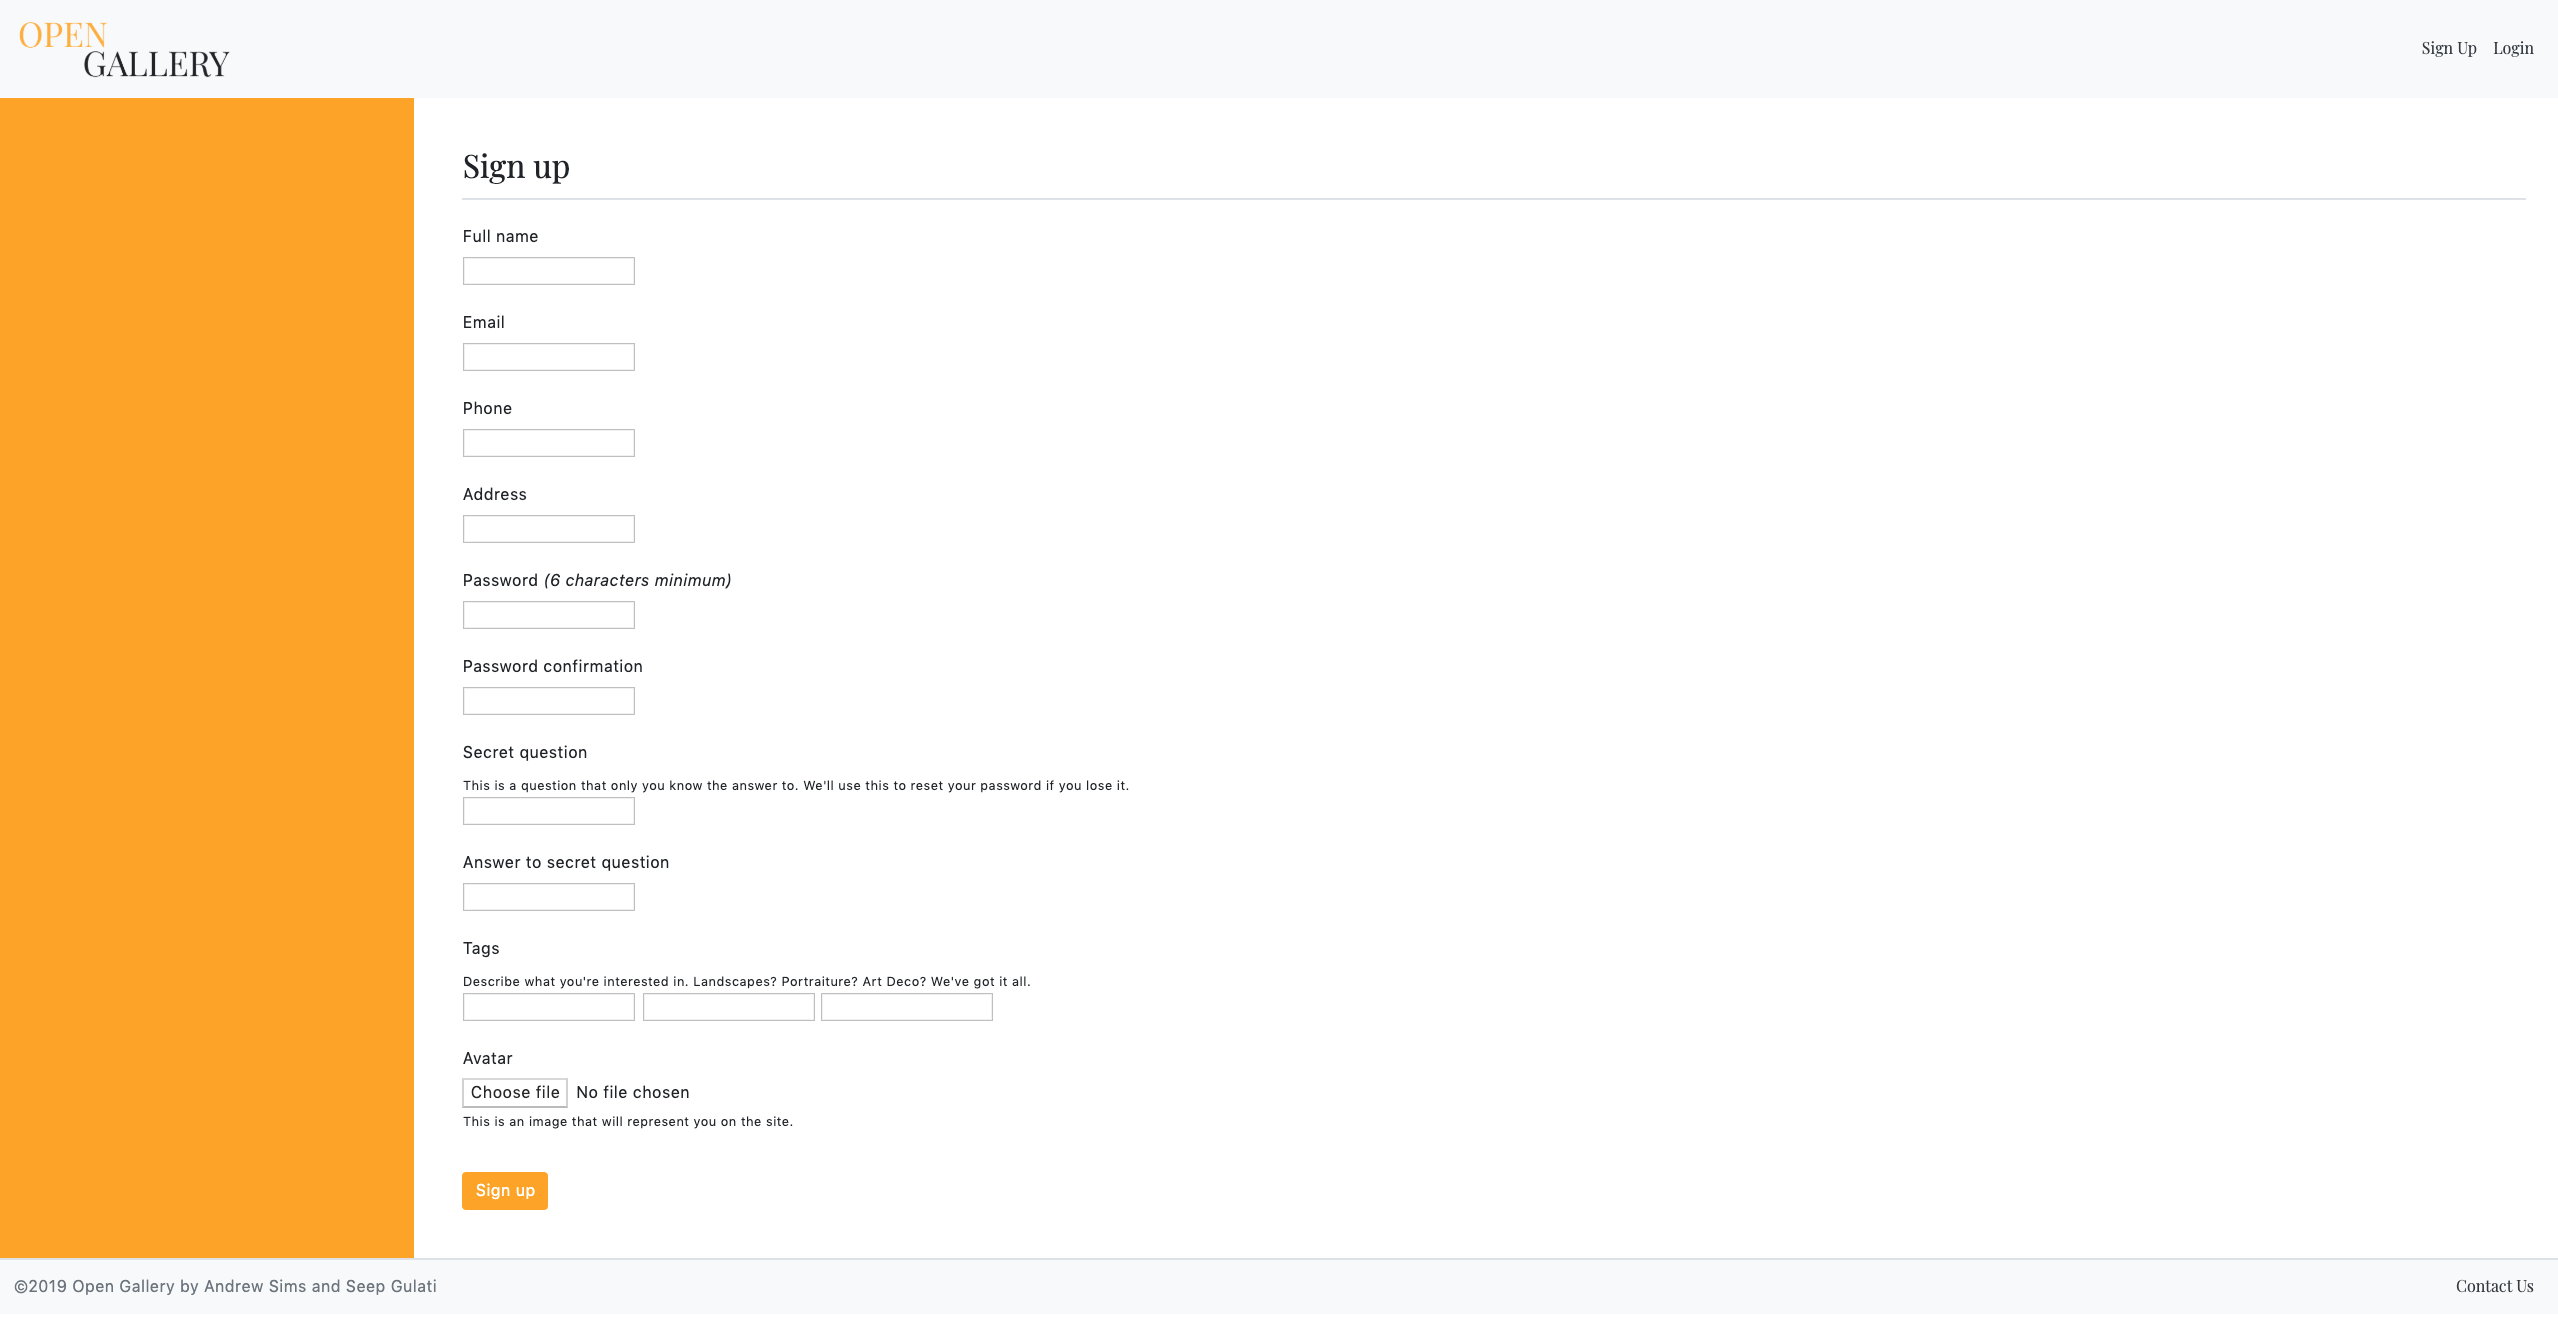 OPEN
GALLERY
Sign Up
Login
Sign up
Full name
Email
Phone
Address
Password (6 characters minimum)
Password confirmation
Secret question
This is a question that only you know the answer to. We'll use this to reset your password if you lose it.
Answer to secret question
Tags
Describe what you're interested in. Landscapes? Portraiture? Art Deco? We've got it all.
Avatar
Choose file No file chosen
This is an image that will represent you on the site.
Sign up
©2019 Open Gallery by Andrew Sims and Seep Gulati
Contact Us